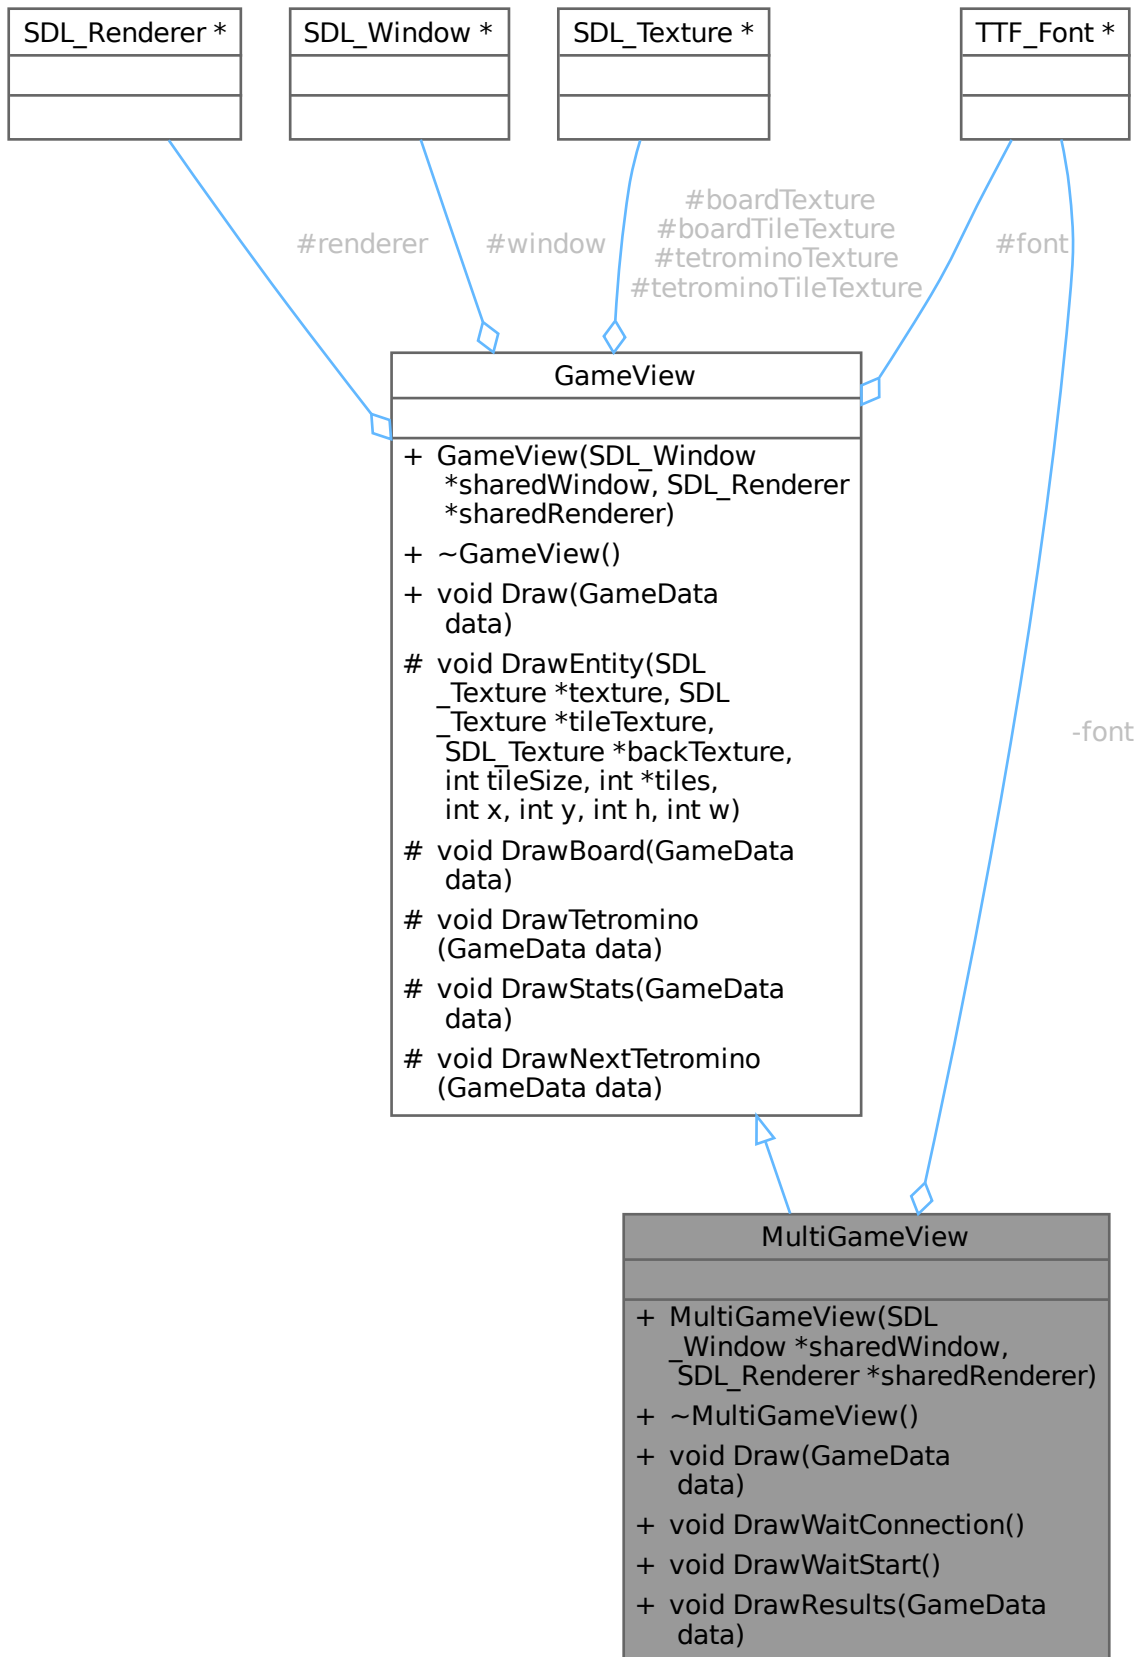 SDL_Renderer *
SDL_Window *
SDL_Texture *
TTF_Font *
#renderer
#window
#boardTexture
#boardTileTexture
#tetrominoTexture
#tetrominoTileTexture
#font
GameView
+ GameView(SDL_Window
*sharedWindow, SDL_Renderer
*sharedRenderer)
+ ~GameView()
+ void Draw(GameData
data)
# void DrawEntity(SDL
_Texture *texture, SDL
_Texture *tileTexture,
SDL_Texture *backTexture,
int tileSize, int *tiles,
int x, int y, int h, int w)
# void DrawBoard(GameData
data)
# void DrawTetromino
(GameData data)
# void DrawStats(GameData
data)
# void DrawNextTetromino
(GameData data)
-font
MultiGameView
+ MultiGameView(SDL
_Window *sharedWindow,
SDL_Renderer *sharedRenderer)
+ ~MultiGameView()
+ void Draw(GameData
data)
+ void DrawWaitConnection()
+ void DrawWaitStart()
+ void DrawResults(GameData
data)